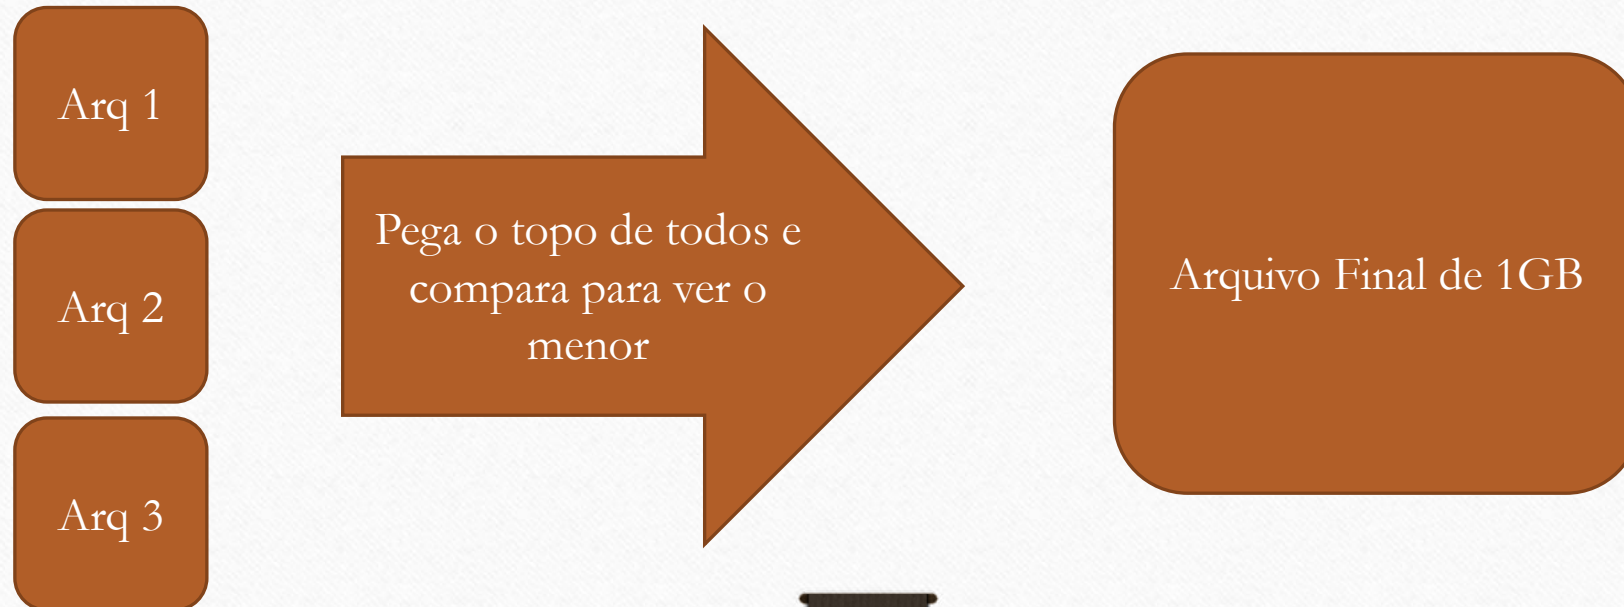 Arq 1
Arq 2
Arq 3
Pega o topo de todos e
compara para ver o
menor
Arquivo Final de 1GB